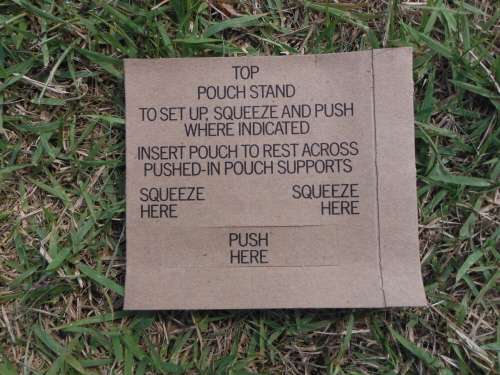 TOP
POUCH STAND
TO SET UP, SQUEEZE AND PUSH
WHERE INDICATED
INSERT POUCH TO REST ACROSS
PUSHED-IN POUCH SUPPORTS
SQUEEZE SQUEEZE
HERE HERE
PUSH
HERE